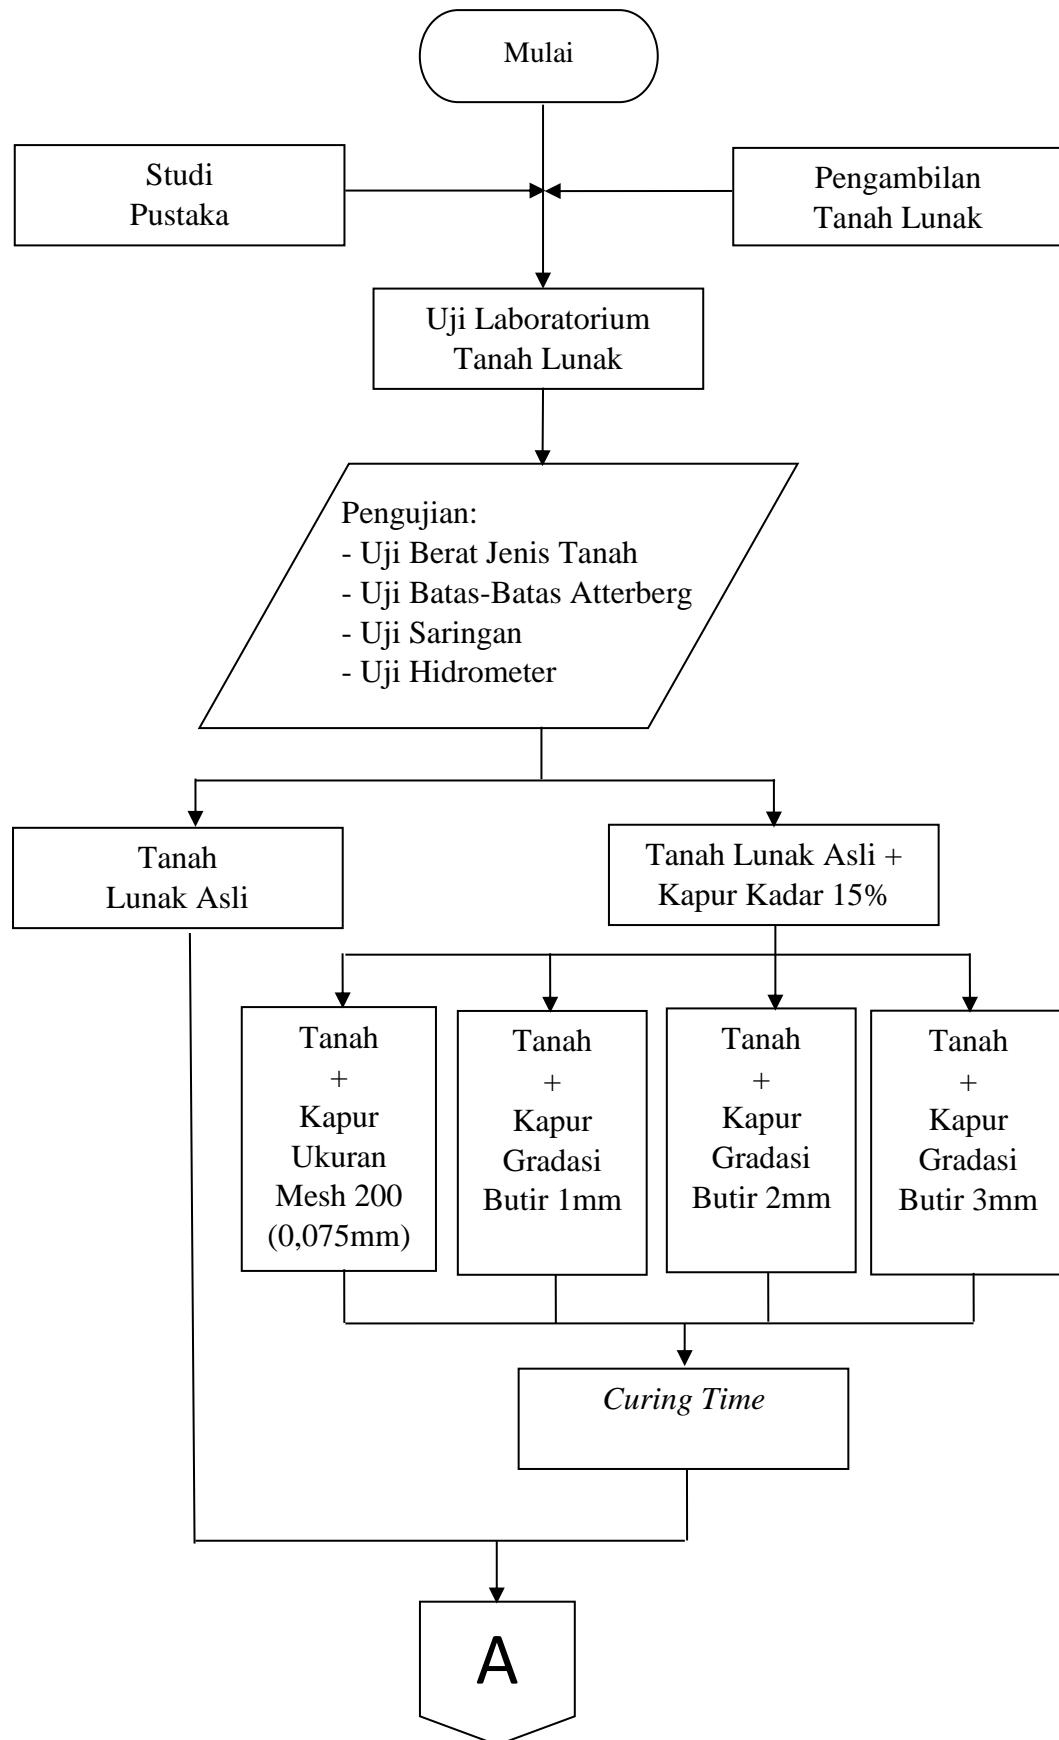 Mulai
Studi
Pustaka
Pengambilan
Tanah Lunak
Uji Laboratorium
Tanah Lunak
Pengujian:
- Uji Berat Jenis Tanah
- Uji Batas-Batas Atterberg
- Uji Saringan
- Uji Hidrometer
Tanah
Lunak Asli
Tanah Lunak Asli +
Kapur Kadar 15%
Tanah
+
Kapur
Ukuran
Mesh 200
(0,075mm)
Tanah
+
Kapur
Gradasi
Butir 1mm
Tanah
+
Kapur
Gradasi
Butir 2mm
Tanah
+
Kapur
Gradasi
Butir 3mm
Curing Time
A